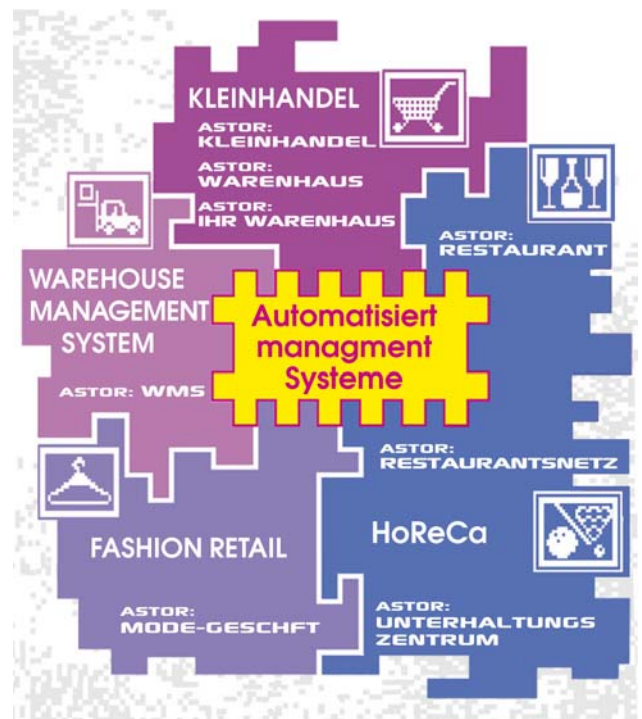 KLEINHANDEL
ASTOR:
KLEINHANDEL
ASTOR:
WARENHAUS
ASTOR:
IHR WARENHAUS
ASTOR:
RESTAURANT
WAREHOUSE
MANAGEMENT
SYSTEM
ASTOR: WMS
Automatisiert
managment
Systeme
ASTOR:
RESTAURANTSNETZ
HoReCa
ASTOR:
UNTERHALTUNGS
ZENTRUM
FASHION RETAIL
ASTOR:
MODE-GESCHFT